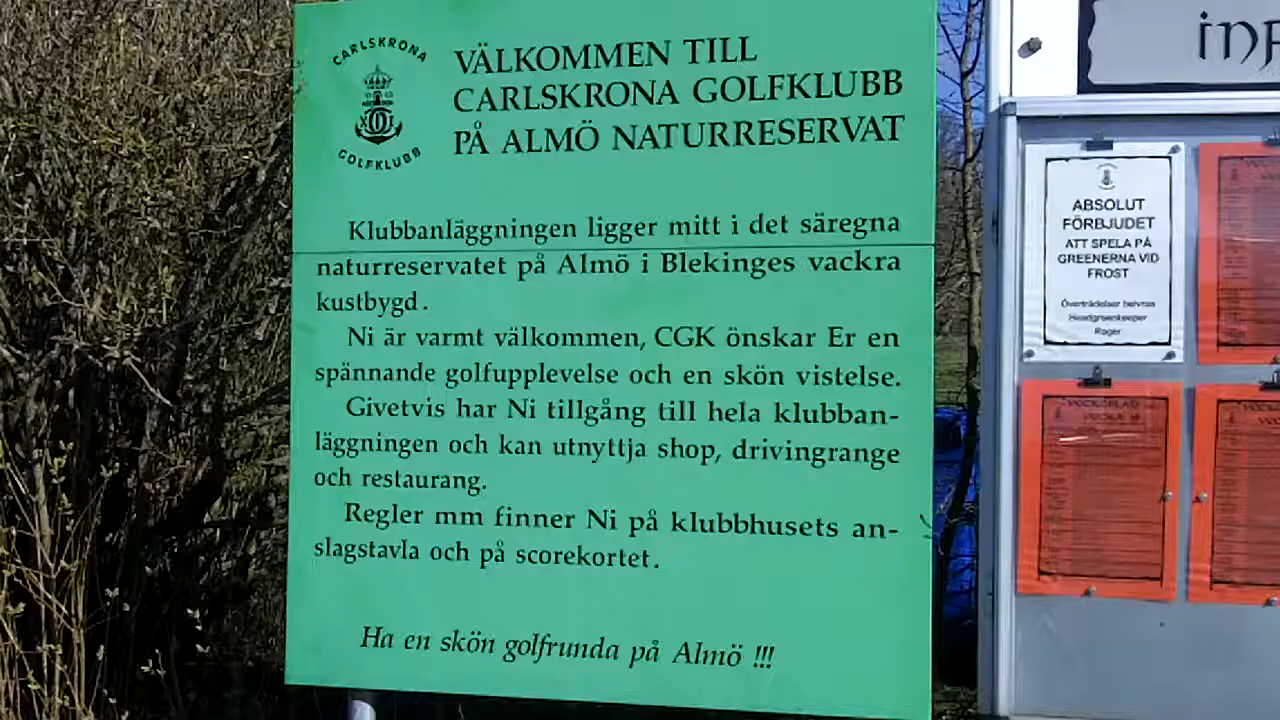 CARLSKRONA
GOLFKLUBB
VÄLKOMMEN TILL
CARLSKRONA GOLFKLUBB
PÅ ALMÖ NATURRESERVAT
Klubbanläggningen ligger mitt i det säregna
naturreservatet på Almö i Blekinges vackra
kustbygd.
Ni är varmt välkommen, CGK önskar Er en
spännande golfupplevelse och en skön vistelse.
Givetvis har Ni tillgång till hela klubban-
läggningen och kan utnyttja shop, drivingrange
och restaurang.
Regler mm finner Ni på klubbhusets an-
slagstavla och på scorekortet.
Ha en skön golfrunda på Almö !!!
ABSOLUT
FÖRBJUDET
ATT SPELA PÅ
GREENERNA VID
FROST
Överträdelser beivras
Headgreenkeeper
Roger